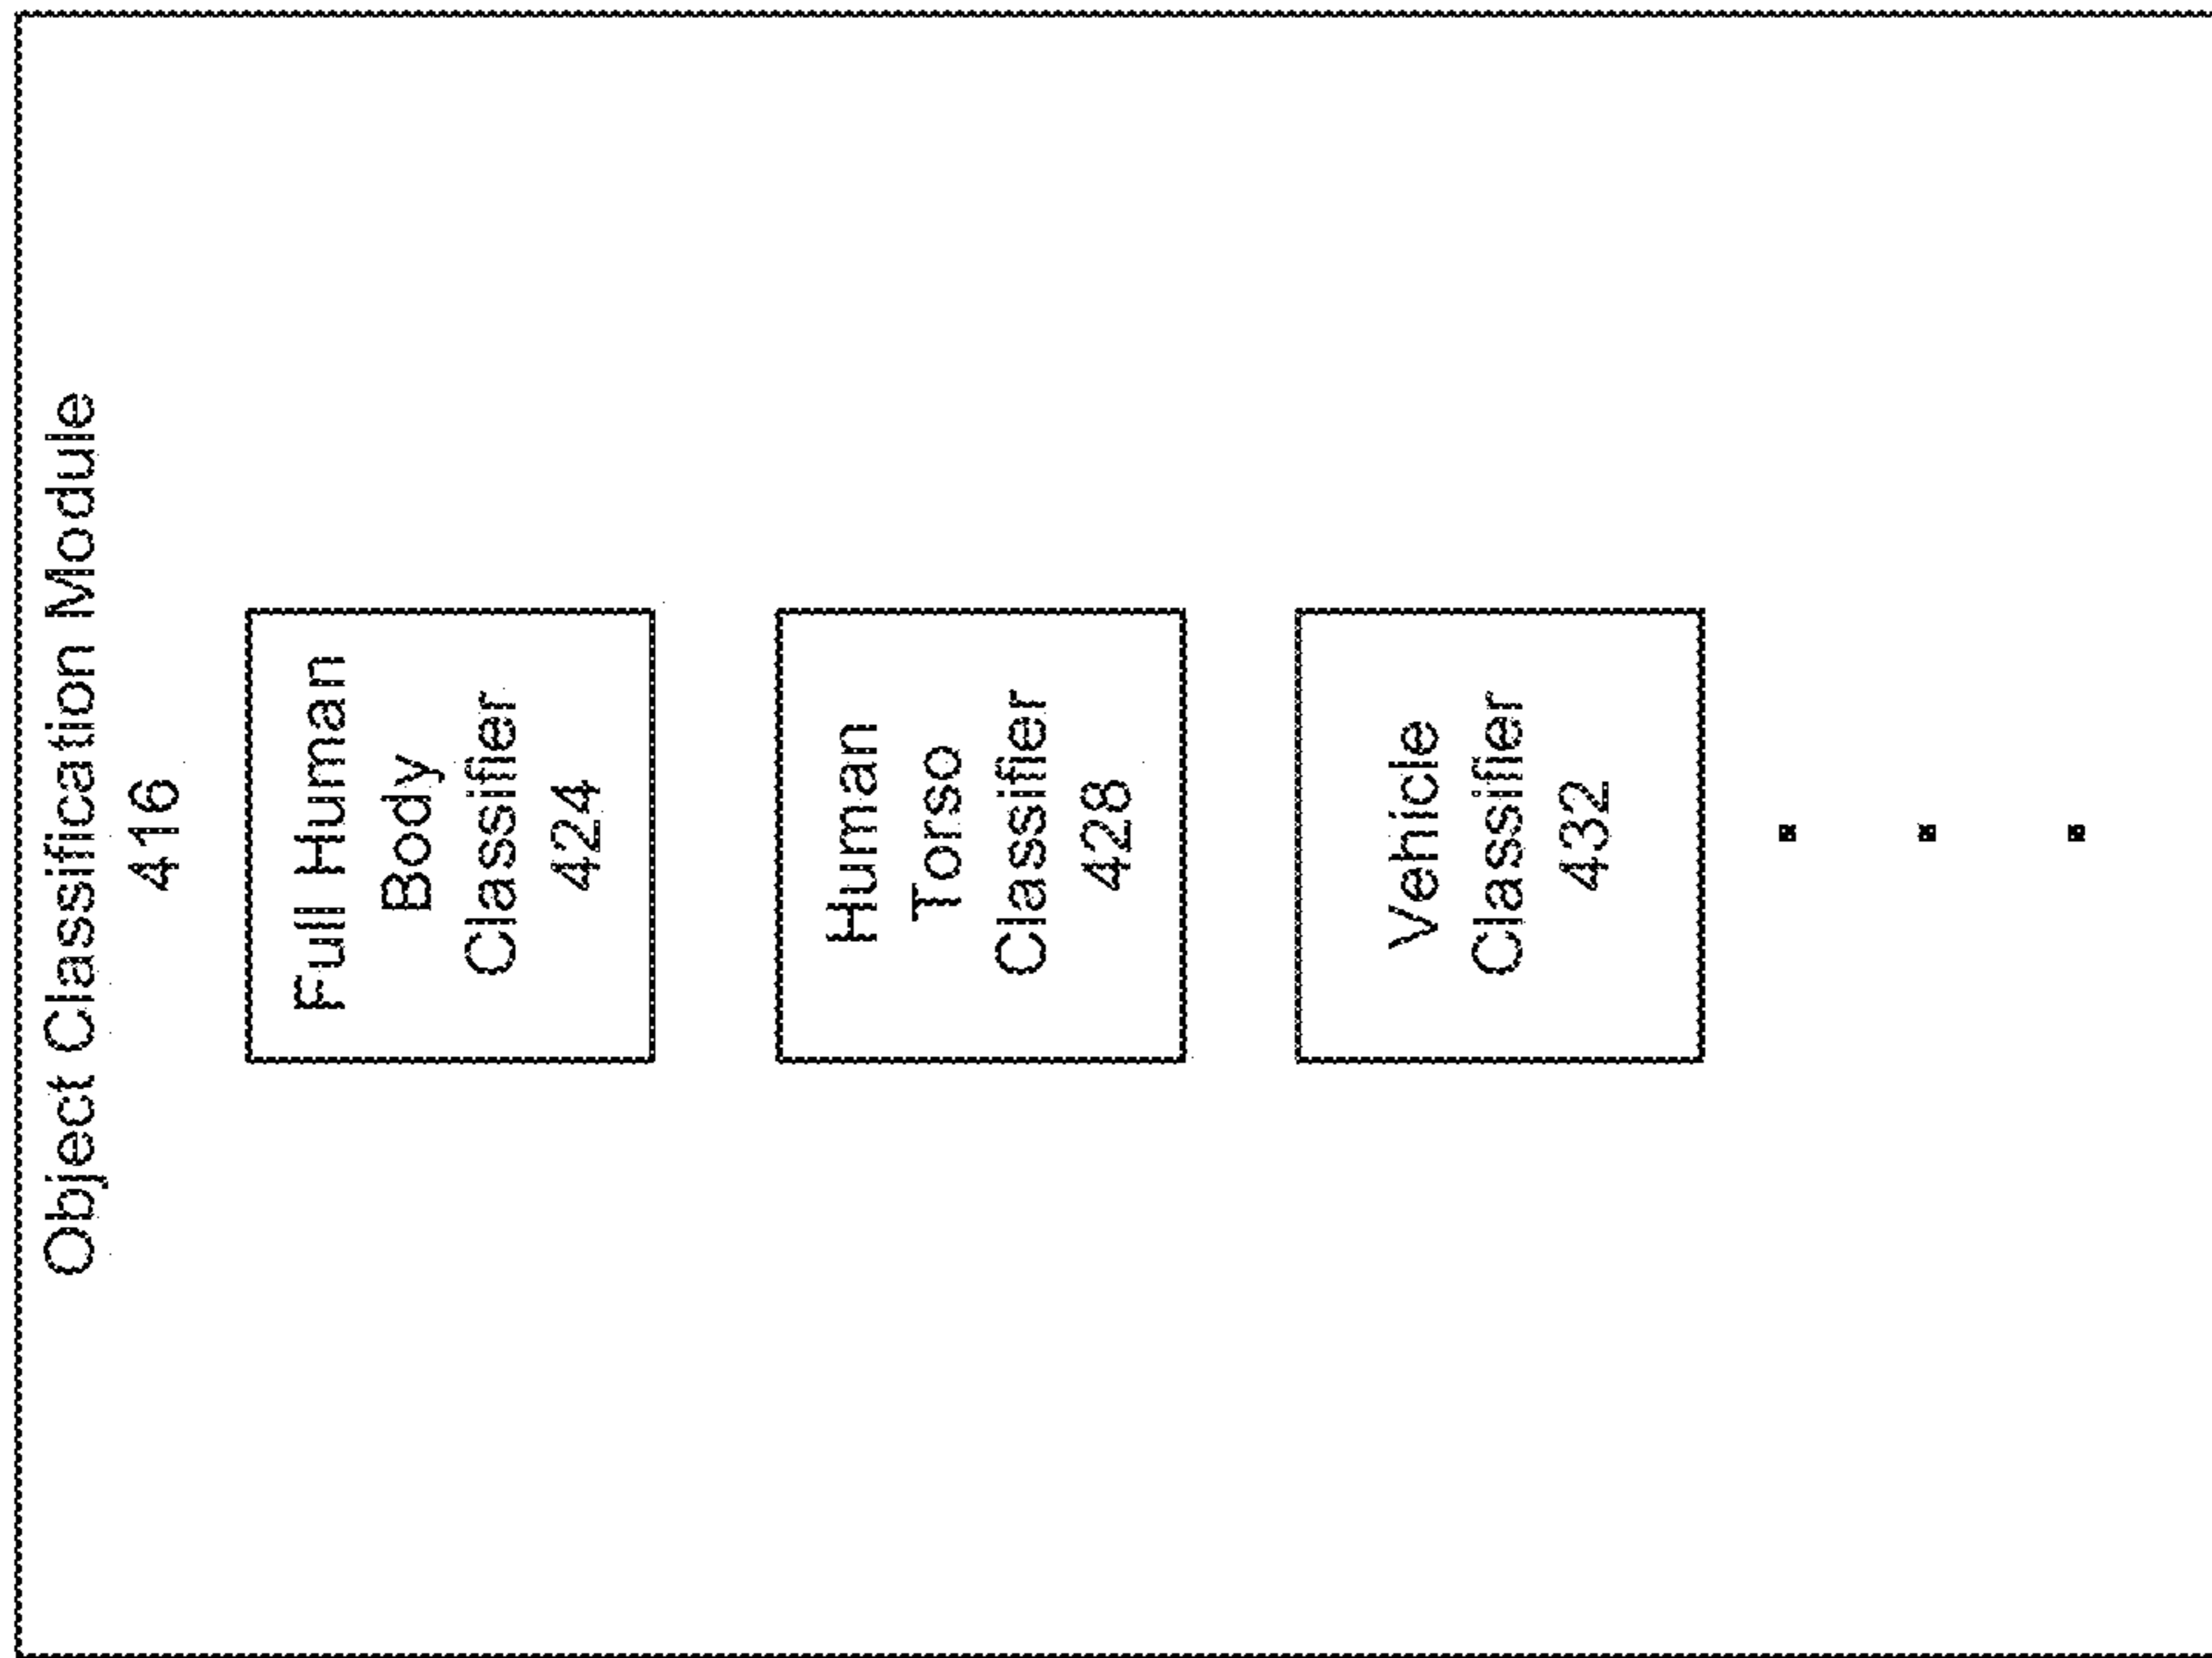 Object Classification Module
416
Full Human
Body
Classifier
424
Human
Torso
Classifier
428
Vehicle
Classifier
432